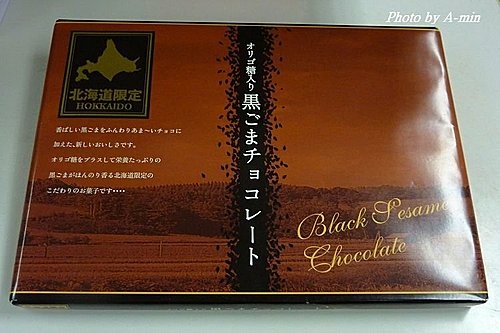 Photo by A-min
北海道限定
HOKKAIDO
オリゴ糖入り
黒ごまチョコレート
香ばしい黒ごまをふんわりあま〜いチョコに
加えた、新しいおいしさです。
オリゴ糖をプラスして栄養たっぷりの
黒ごまがほんのり香る北海道限定の
こだわりのお菓子です‥‥
Black Sesame
Chocolate